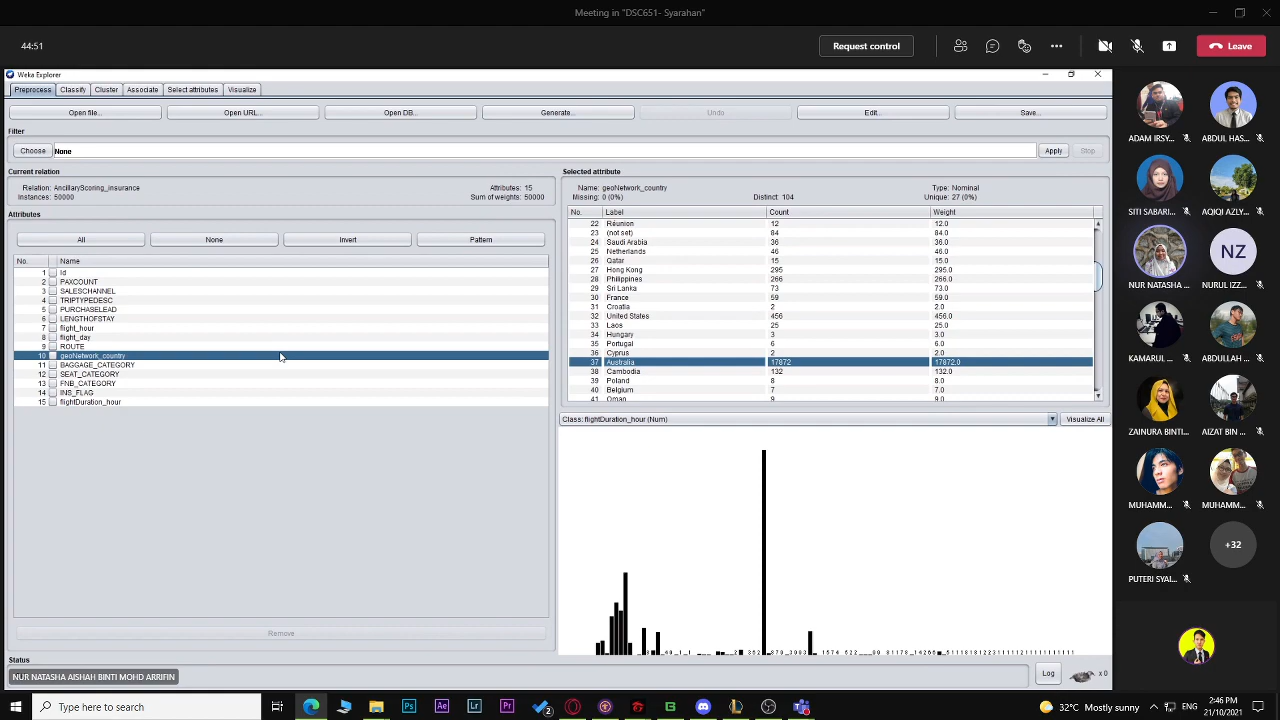 Meeting in "DSC651- Syarahan"
44:51
Request control
Leave
Weka Explorer
Preprocess Classify Cluster Associate Select attributes Visualize
Open file... Open URL... Open DB... Generate... Undo Edit... Save...
Filter
Choose None Apply Stop
Current relation
Relation: AncillaryScoring_insurance Attributes: 15
Instances: 50000 Sum of weights: 50000
Attributes
All None Invert Pattern
No. Name
1 Id
2 PAXCOUNT
3 SALESCHANNEL
4 TRIPTYPEDESC
5 PURCHASELEAD
6 LENGTHOFSTAY
7 flight_hour
8 flight_day
9 ROUTE
10 geoNetwork_country
11 BAGGAGE_CATEGORY
12 SEAT_CATEGORY
13 FNB_CATEGORY
14 INS_FLAG
15 flightDuration_hour
Remove
Status
NUR NATASHA AISHAH BINTI MOHD ARRIFIN
Selected attribute
Name: geoNetwork_country Type: Nominal
Missing: 0 (0%) Distinct: 104 Unique: 27 (0%)
No. Label Count Weight
22 Réunion 12 12.0
23 (not set) 84 84.0
24 Saudi Arabia 36 36.0
25 Netherlands 46 46.0
26 Qatar 15 15.0
27 Hong Kong 295 295.0
28 Philippines 266 266.0
29 Sri Lanka 73 73.0
30 France 59 59.0
31 Croatia 2 2.0
32 United States 456 456.0
33 Laos 25 25.0
34 Hungary 3 3.0
35 Portugal 6 6.0
36 Cyprus 2 2.0
37 Australia 17872 17872.0
38 Cambodia 132 132.0
39 Poland 8 8.0
40 Belgium 7 7.0
41 Oman 9 9.0
Class: flightDuration_hour (Num) Visualize All
Log x 0
ADAM IRSY... ABDUL HAS...
SITI SABARI... AQIQI AZLY...
NZ
NUR NATASHA ... NURUL IZZ...
KAMARUL ... ABDULLAH ...
ZAINURA BINTI... AIZAT BIN ...
MUHAMM... MUHAMM...
+32
PUTERI SYAI...
Type here to search
32°C Mostly sunny ENG 2:46 PM
21/10/2021